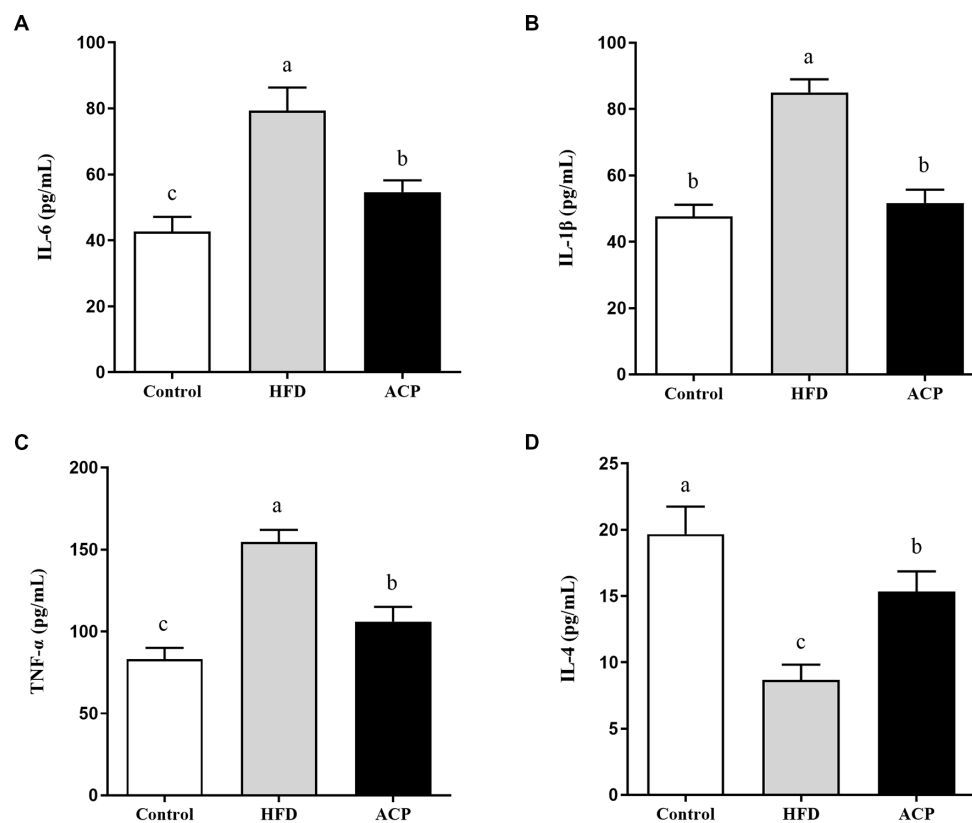 A
IL-6 (pg/mL)
100
80
60
40
20
0
c
a
b
Control HFD ACP
B
IL-1β (pg/mL)
100
80
60
40
20
0
b
a
b
Control HFD ACP
C
TNF-α (pg/mL)
200
150
100
50
0
c
a
b
Control HFD ACP
D
IL-4 (pg/mL)
25
20
15
10
5
0
a
c
b
Control HFD ACP